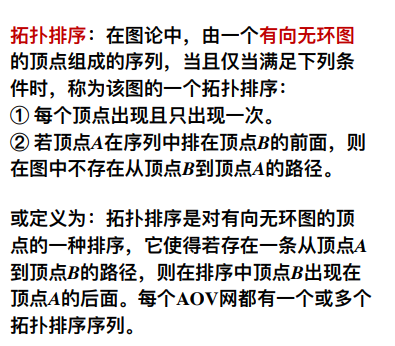 拓扑排序：在图论中，由一个有向无环图
的顶点组成的序列，当且仅当满足下列条
件时，称为该图的一个拓扑排序：
① 每个顶点出现且只出现一次。
② 若顶点A在序列中排在顶点B的前面，则
在图中不存在从顶点B到顶点A的路径。
或定义为：拓扑排序是对有向无环图的顶
点的一种排序，它使得若存在一条从顶点A
到顶点B的路径，则在排序中顶点B出现在
顶点A的后面。每个AOV网都有一个或多个
拓扑排序序列。